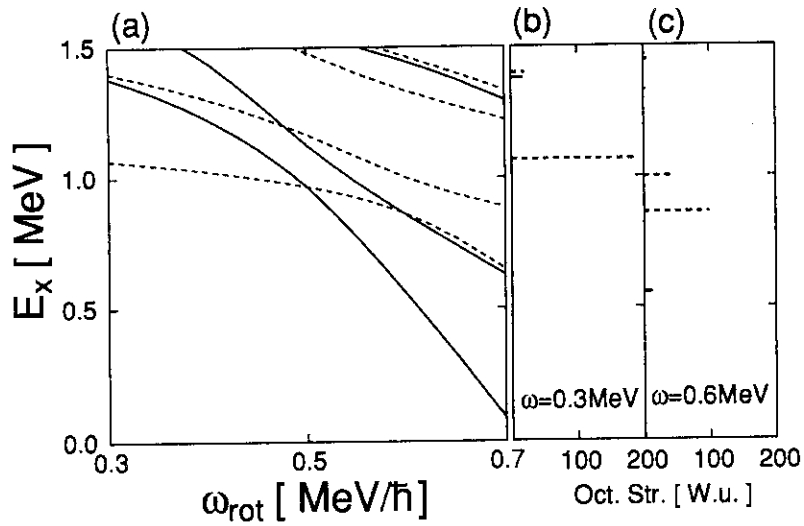 (a) (b) (c)
1.5
1.0
0.5
0.0
E_x [ MeV ]
ω=0.3MeV ω=0.6MeV
0.3 0.5 0.7 100 200 100 200
ω_rot [ MeV/ħ ] Oct. Str. [ W.u. ]